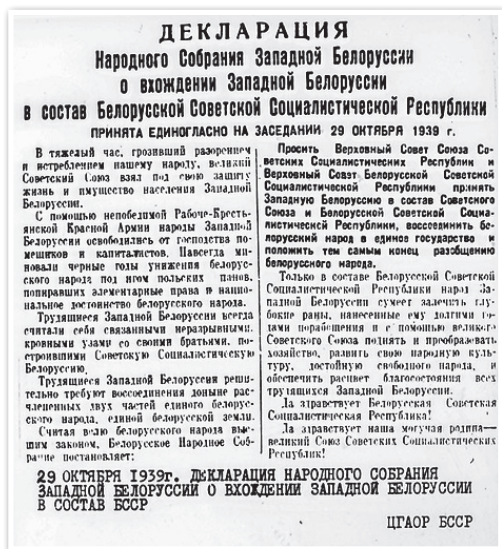 ДЕКЛАРАЦИЯ
Народного Собрания Западной Белоруссии
о вхождении Западной Белоруссии
в состав Белорусской Советской Социалистической Республики
ПРИНЯТА ЕДИНОГЛАСНО НА ЗАСЕДАНИИ 29 ОКТЯБРЯ 1939 г.
В тяжелый час, грозивший разорением
и истреблением нашему народу, великий
Советский Союз взял под свою защиту
жизнь и имущество населения Западной
Белоруссии.
С помощью непобедимой Рабоче-Кресть-
янской Красной Армии народы Западной
Белоруссии освободились от господства по-
мещиков и капиталистов. Навсегда ми-
новали черные годы унижения белорус-
ского народа под игом польских панов,
попиравших элементарные права и нацио-
нальное достоинство белорусского народа.
Трудящиеся Западной Белоруссии всегда
считали себя связанными неразрывными,
кровными узами со своими братьями, по-
строившими Советскую Социалистическую
Белоруссию.
Трудящиеся Западной Белоруссии реши-
тельно требуют воссоединения доныне рас-
члененных двух частей единого белорус-
ского народа, единой белорусской земли.
Считая волю белорусского народа выс-
шим законом, Белорусское Народное Соб-
рание постановляет:
Просить Верховный Совет Союза Со-
ветских Социалистических Республик и
Верховный Совет Белорусской Советской
Социалистической Республики принять
Западную Белоруссию в состав Советского
Союза и Белорусской Советской Социа-
листической Республики, воссоединить бе-
лорусский народ в единое государство и
положить тем самым конец разобщению
белорусского народа.
Только в составе Белорусской Советской
Социалистической Республики народ За-
падной Белоруссии сумеет залечить глу-
бокие раны, нанесенные ему долгими го-
дами порабощения и с помощью великого
Советского Союза поднять и преобразовать
хозяйство, развить свою народную куль-
туру, достойную свободного народа, и
обеспечить расцвет благосостояния всех
трудящихся Западной Белоруссии.
Да здравствует Белорусская Советская
Социалистическая Республика!
Да здравствует наша могучая родина—
великий Союз Советских Социалистических
Республик!
29 ОКТЯБРЯ 1939г. ДЕКЛАРАЦИЯ НАРОДНОГО СОБРАНИЯ
ЗАПАДНОЙ БЕЛОРУССИИ О ВХОЖДЕНИИ ЗАПАДНОЙ БЕЛОРУССИИ
В СОСТАВ БССР
ЦГАОР БССР